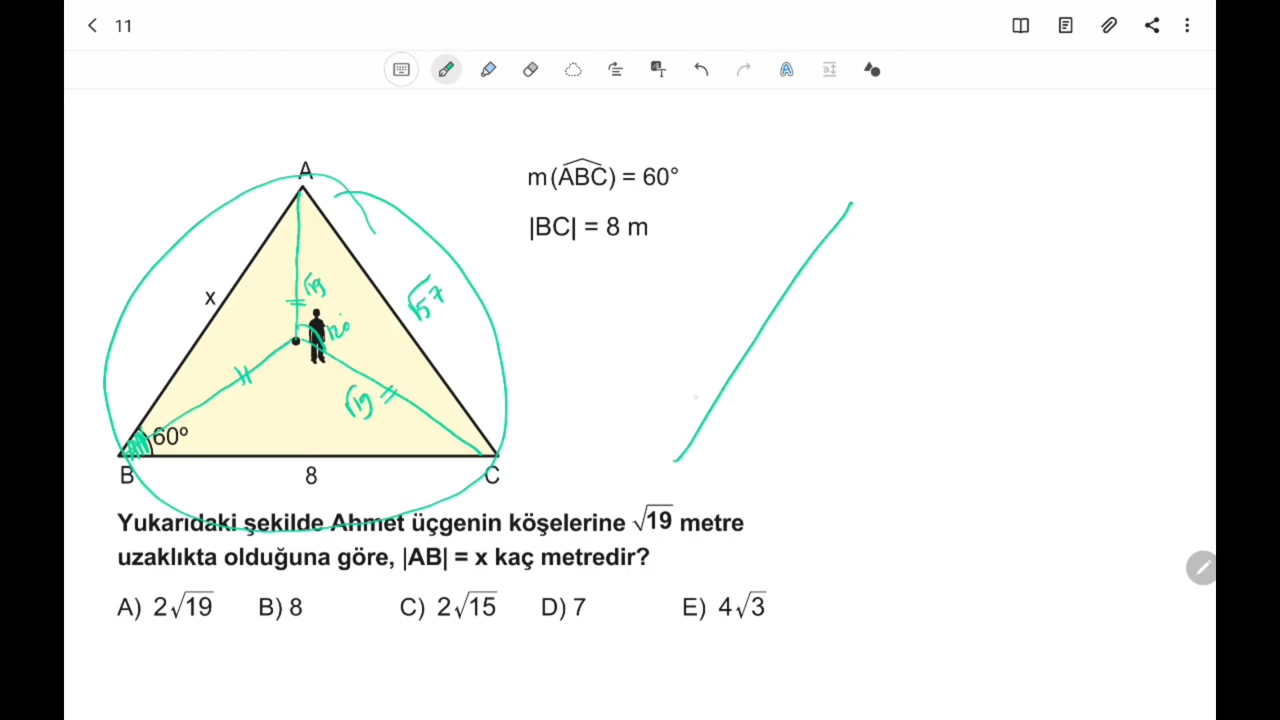 11
A
m(ABC) = 60°
|BC| = 8 m
x
√19
120
√57
√19
60º
B
8
C
Yukarıdaki şekilde Ahmet üçgenin köşelerine √19 metre
uzaklıkta olduğuna göre, |AB| = x kaç metredir?
A) 2√19 B) 8 C) 2√15 D) 7 E) 4√3